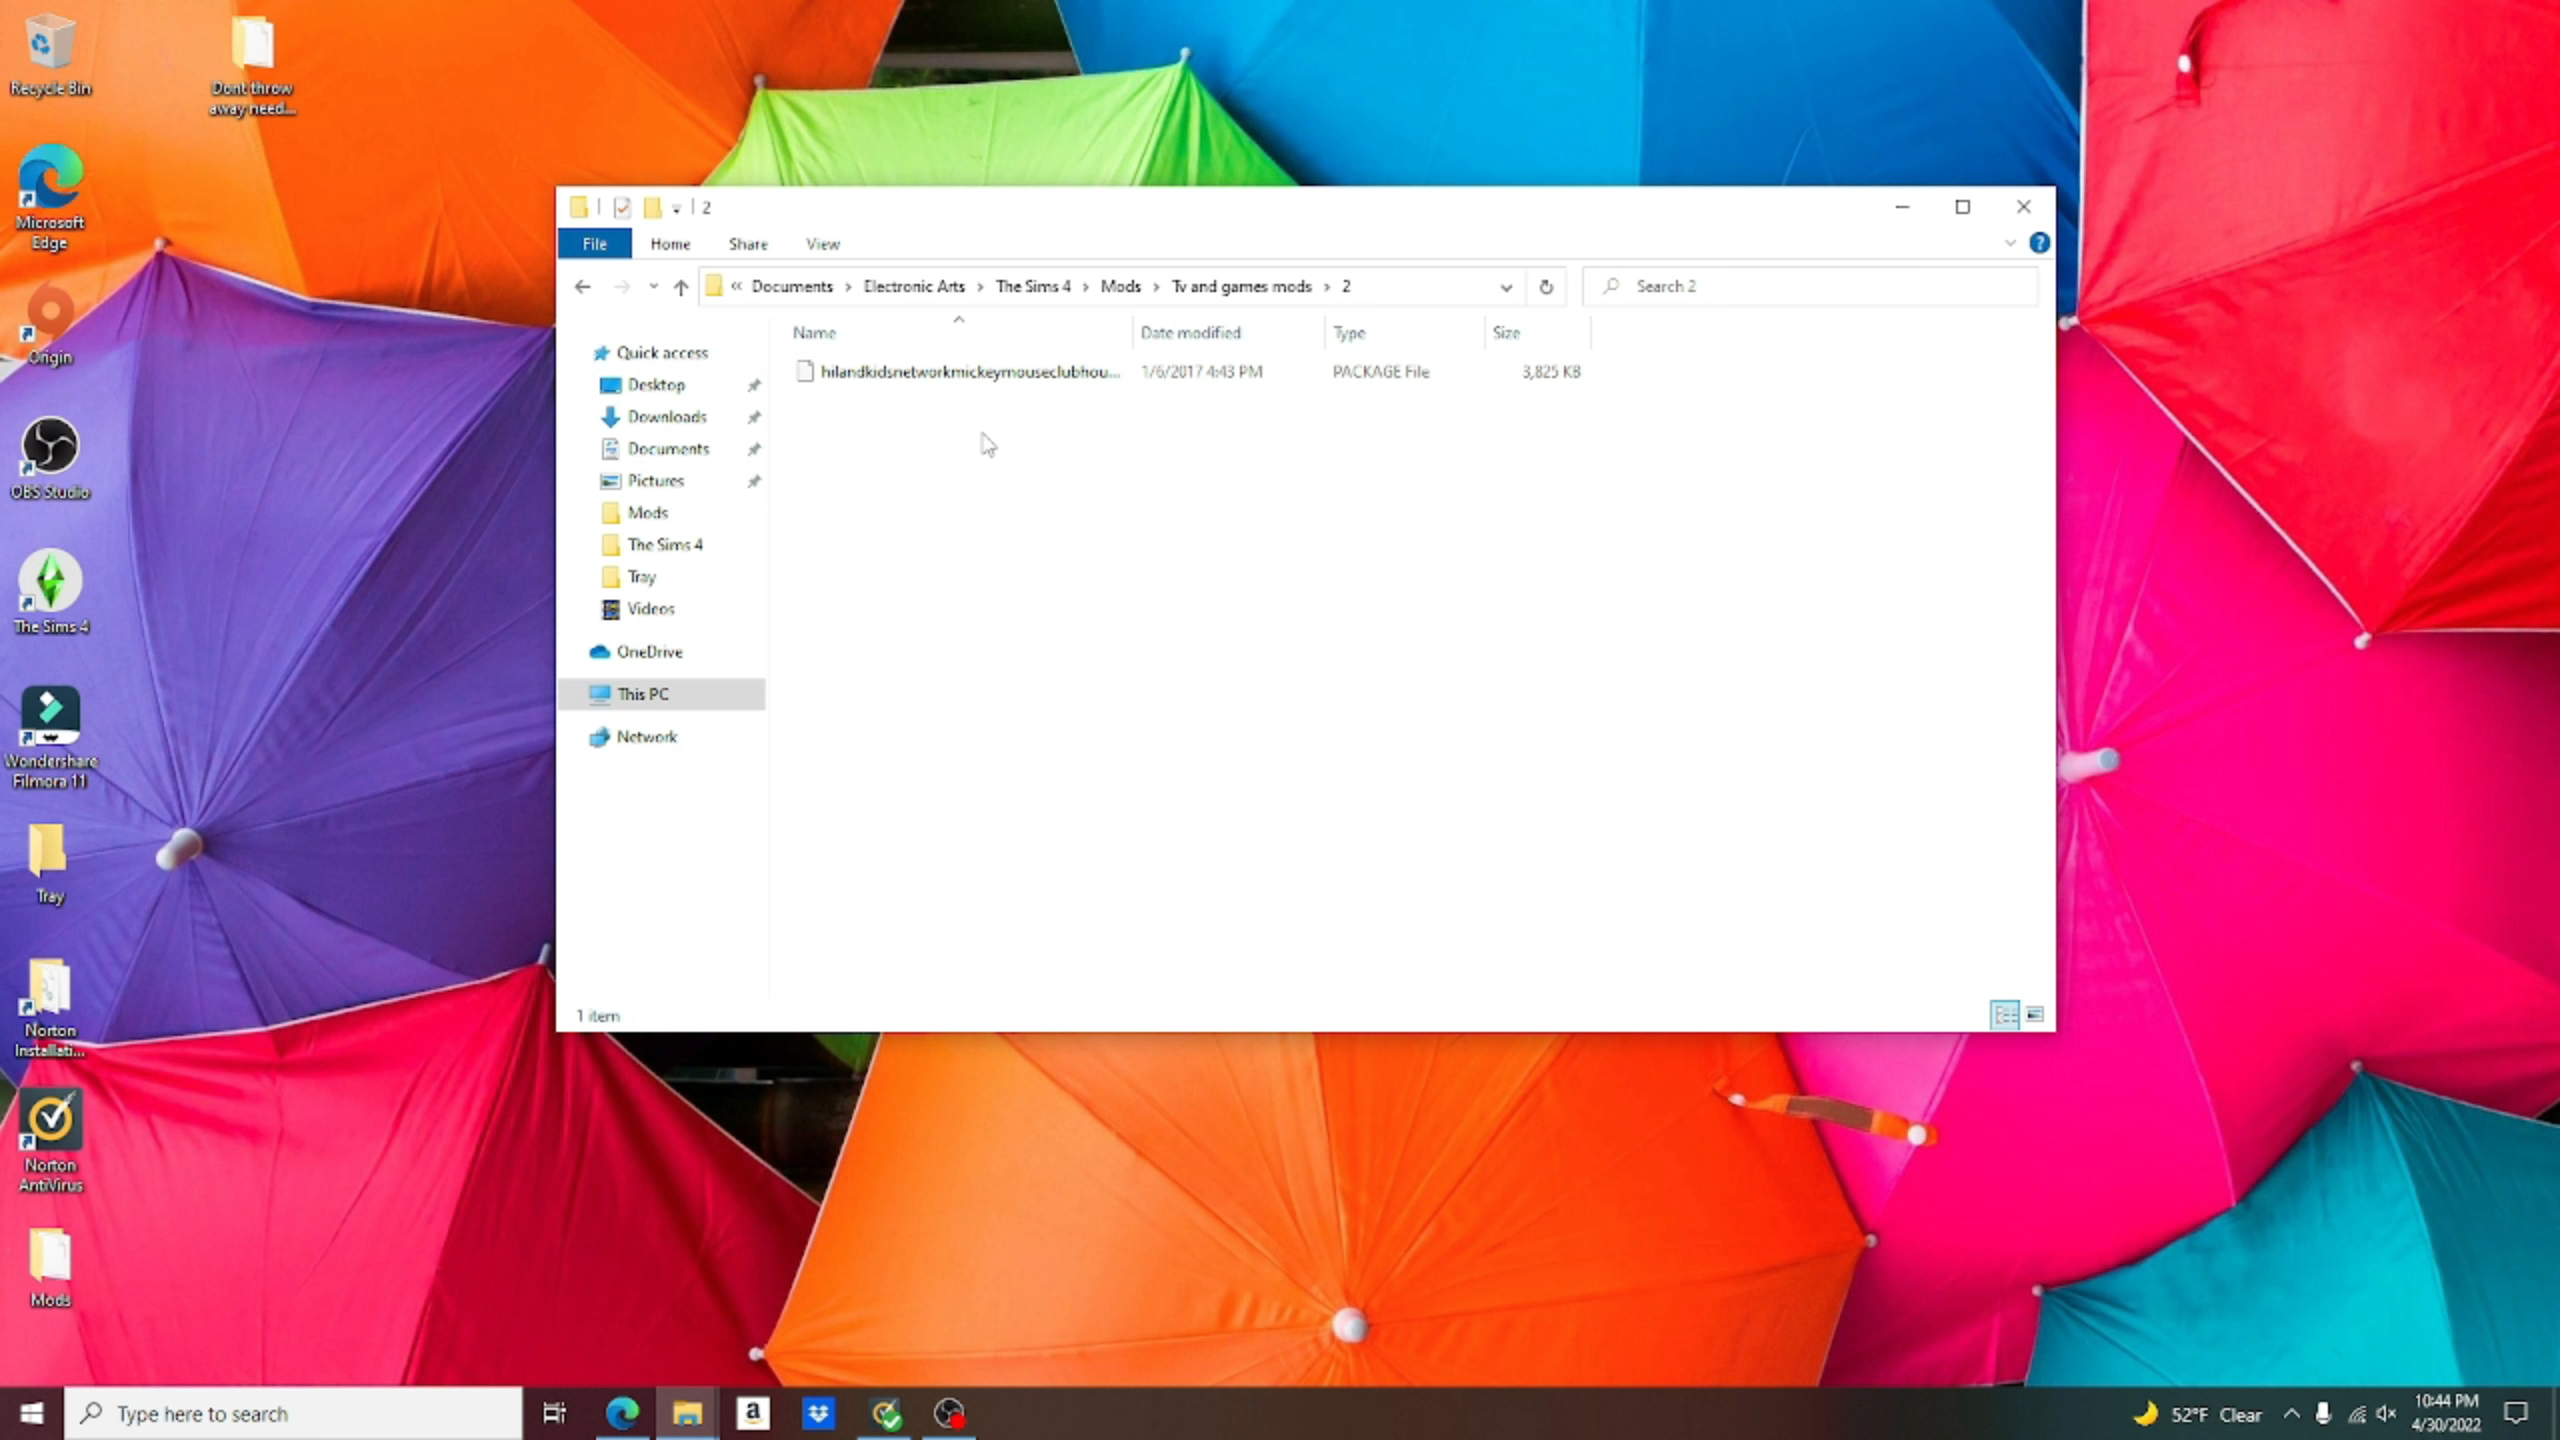 Recycle Bin
Dont throw
away need...
Microsoft
Edge
Origin
OBS Studio
The Sims 4
Wondershare
Filmora 11
Tray
Norton
Installati...
Norton
AntiVirus
Mods
2
File Home Share View
« Documents › Electronic Arts › The Sims 4 › Mods › Tv and games mods › 2
Search 2
Name Date modified Type Size
hilandkidsnetworkmickeymouseclubhou... 1/6/2017 4:43 PM PACKAGE File 3,825 KB
Quick access
Desktop
Downloads
Documents
Pictures
Mods
The Sims 4
Tray
Videos
OneDrive
This PC
Network
1 item
Type here to search
52°F Clear
10:44 PM
4/30/2022